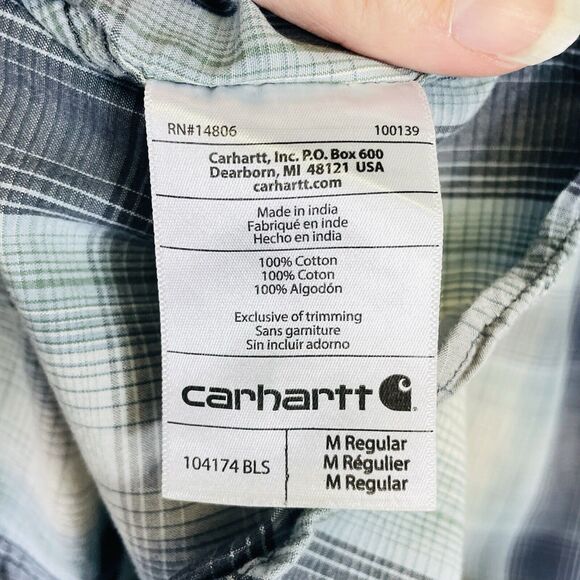 RN#14806 100139
Carhartt, Inc. P.O. Box 600
Dearborn, MI 48121 USA
carhartt.com
Made in india
Fabriqué en inde
Hecho en india
100% Cotton
100% Coton
100% Algodón
Exclusive of trimming
Sans garniture
Sin incluir adorno
carhartt
104174 BLS
M Regular
M Régulier
M Regular